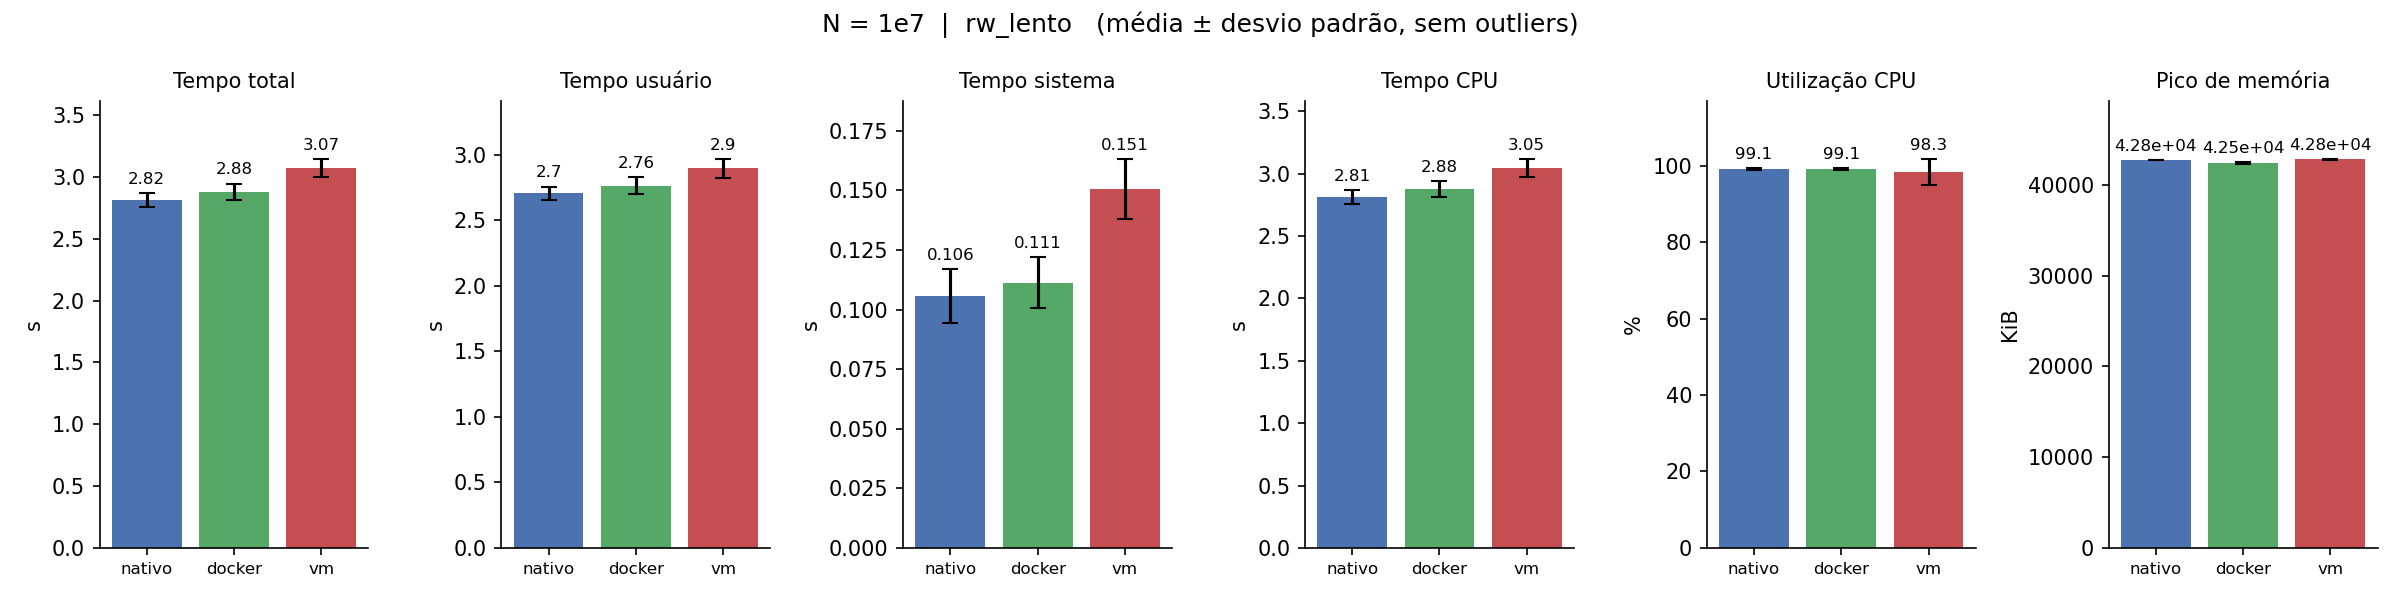 N = 1e7  |  rw_lento   (média ± desvio padrão, sem outliers)
Tempo total
3.5
3.0
2.5
2.0
1.5
1.0
0.5
0.0
s
2.82
2.88
3.07
nativo
docker
vm
Tempo usuário
3.0
2.5
2.0
1.5
1.0
0.5
0.0
s
2.7
2.76
2.9
nativo
docker
vm
Tempo sistema
0.175
0.150
0.125
0.100
0.075
0.050
0.025
0.000
s
0.106
0.111
0.151
nativo
docker
vm
Tempo CPU
3.5
3.0
2.5
2.0
1.5
1.0
0.5
0.0
s
2.81
2.88
3.05
nativo
docker
vm
Utilização CPU
100
80
60
40
20
0
%
99.1
99.1
98.3
nativo
docker
vm
Pico de memória
40000
30000
20000
10000
0
KiB
4.28e+04
4.25e+04
4.28e+04
nativo
docker
vm